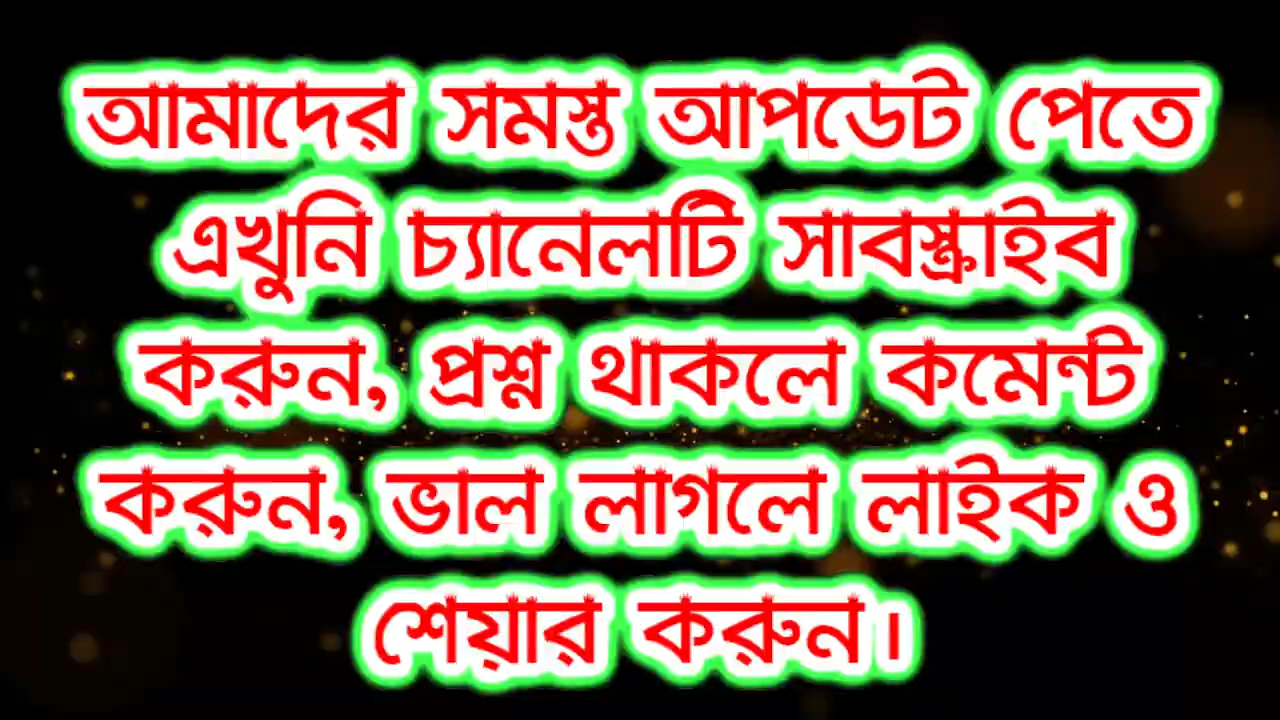 আমাদের সমস্ত আপডেট পেতে
এখুনি চ্যানেলটি সাবস্ক্রাইব
করুন, প্রশ্ন থাকলে কমেন্ট
করুন, ভাল লাগলে লাইক ও
শেয়ার করুন।